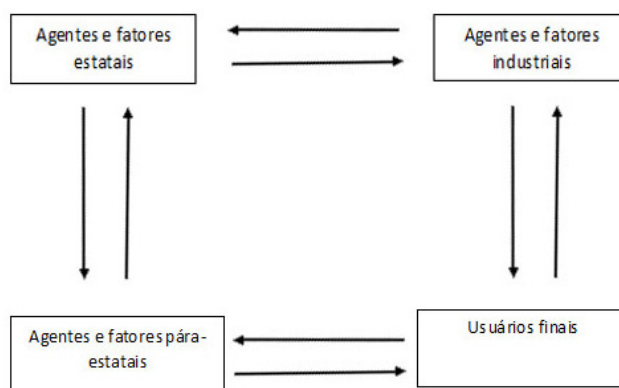 Agentes e fatores
estatais
Agentes e fatores
industriais
Agentes e fatores pára-
estatais
Usuários finais